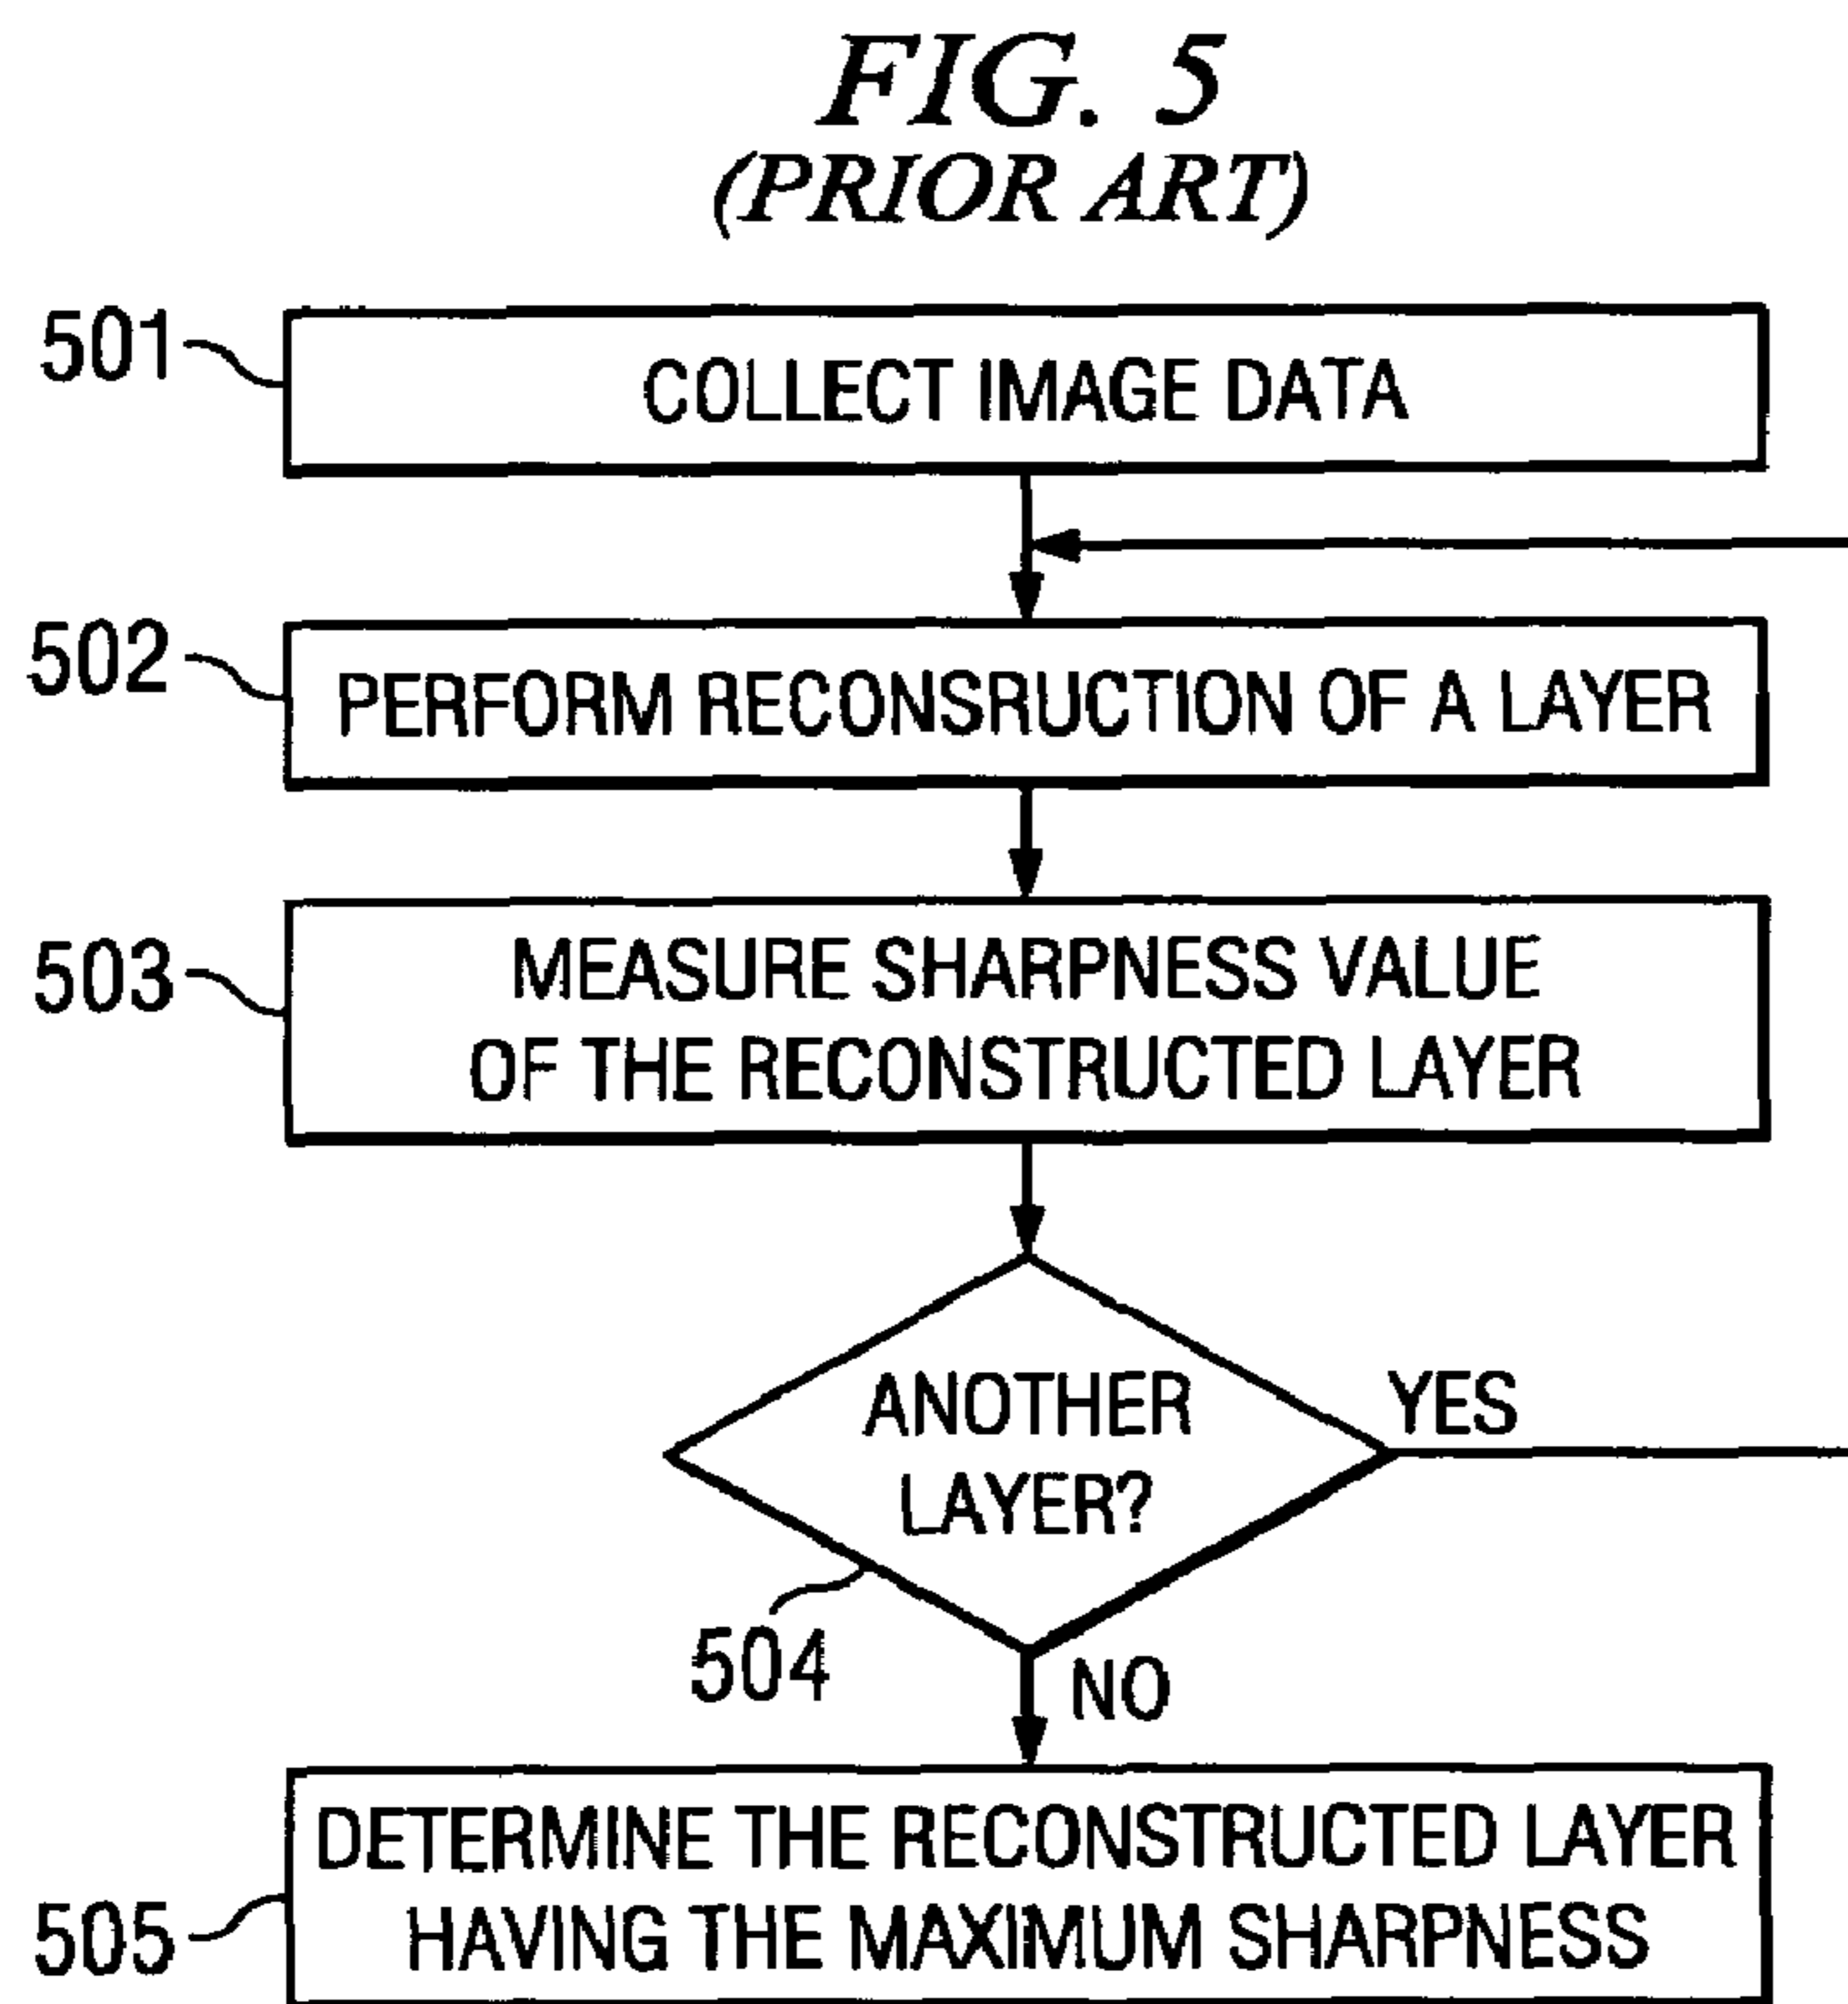 FIG. 5
(PRIOR ART)
501
COLLECT IMAGE DATA
502
PERFORM RECONSRUCTION OF A LAYER
503
MEASURE SHARPNESS VALUE
OF THE RECONSTRUCTED LAYER
ANOTHER
LAYER?
YES
504
NO
505
DETERMINE THE RECONSTRUCTED LAYER
HAVING THE MAXIMUM SHARPNESS